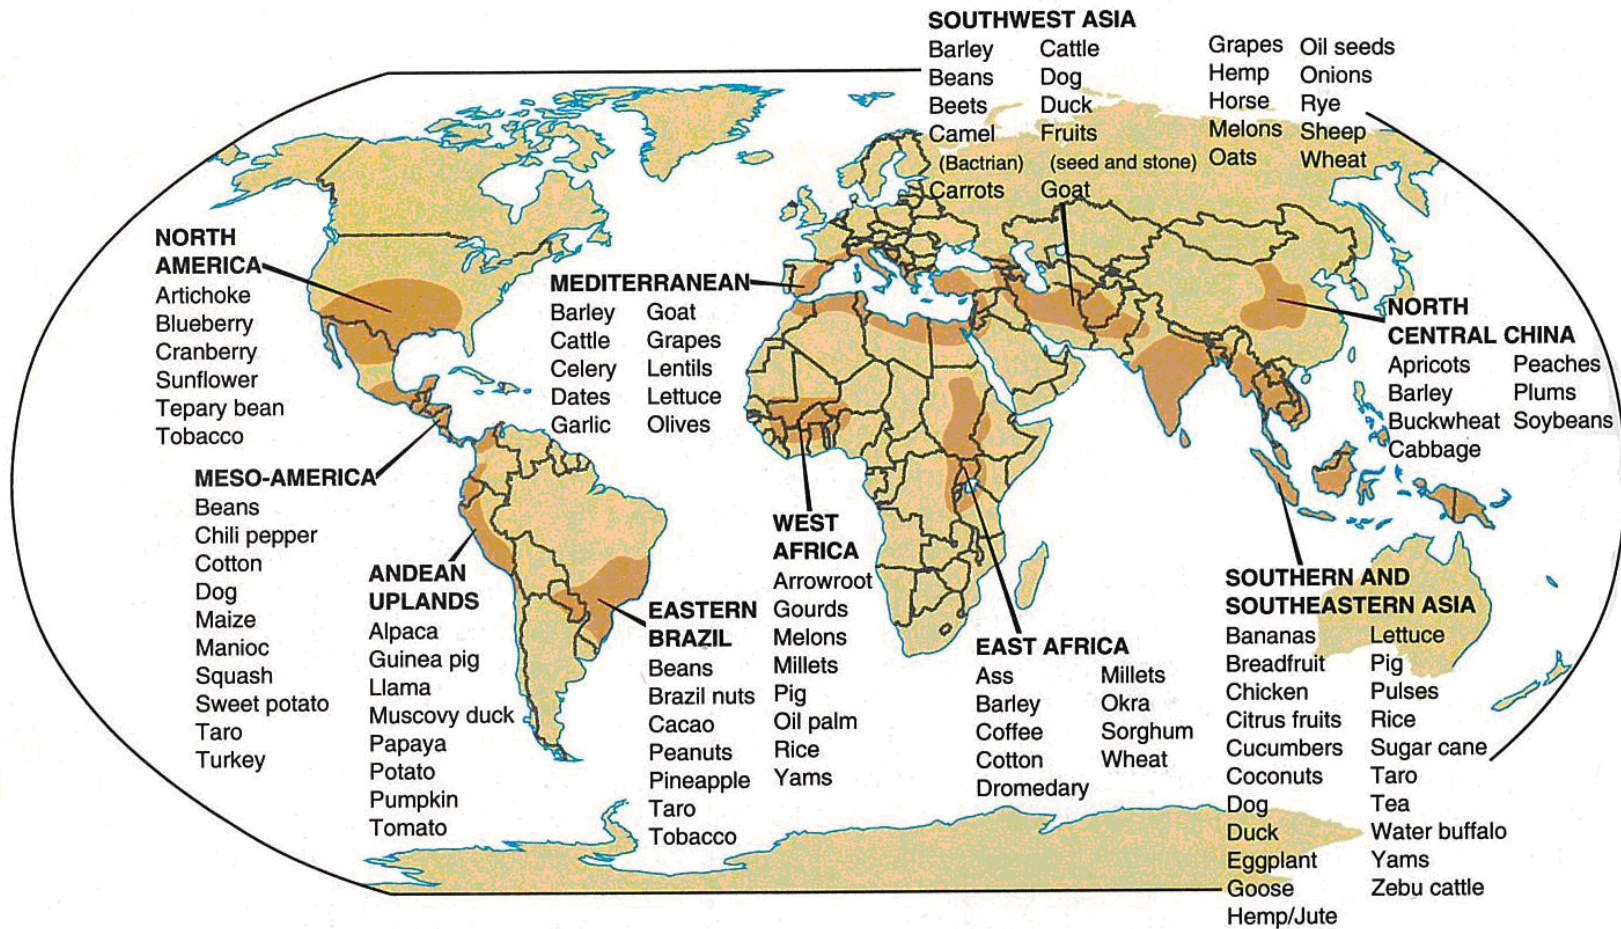 SOUTHWEST ASIA
Barley
Beans
Beets
Camel
(Bactrian)
Carrots
Cattle
Dog
Duck
Fruits
(seed and stone)
Goat
Grapes
Hemp
Horse
Melons
Oats
Oil seeds
Onions
Rye
Sheep
Wheat
NORTH
AMERICA
Artichoke
Blueberry
Cranberry
Sunflower
Tepary bean
Tobacco
MEDITERRANEAN
Barley
Cattle
Celery
Dates
Garlic
Goat
Grapes
Lentils
Lettuce
Olives
NORTH
CENTRAL CHINA
Apricots
Barley
Buckwheat
Cabbage
Peaches
Plums
Soybeans
MESO-AMERICA
Beans
Chili pepper
Cotton
Dog
Maize
Manioc
Squash
Sweet potato
Taro
Turkey
ANDEAN
UPLANDS
Alpaca
Guinea pig
Llama
Muscovy duck
Papaya
Potato
Pumpkin
Tomato
EASTERN
BRAZIL
Beans
Brazil nuts
Cacao
Peanuts
Pineapple
Taro
Tobacco
WEST
AFRICA
Arrowroot
Gourds
Melons
Millets
Pig
Oil palm
Rice
Yams
EAST AFRICA
Ass
Barley
Coffee
Cotton
Dromedary
Millets
Okra
Sorghum
Wheat
SOUTHERN AND
SOUTHEASTERN ASIA
Bananas
Breadfruit
Chicken
Citrus fruits
Cucumbers
Coconuts
Dog
Duck
Eggplant
Goose
Hemp/Jute
Lettuce
Pig
Pulses
Rice
Sugar cane
Taro
Tea
Water buffalo
Yams
Zebu cattle